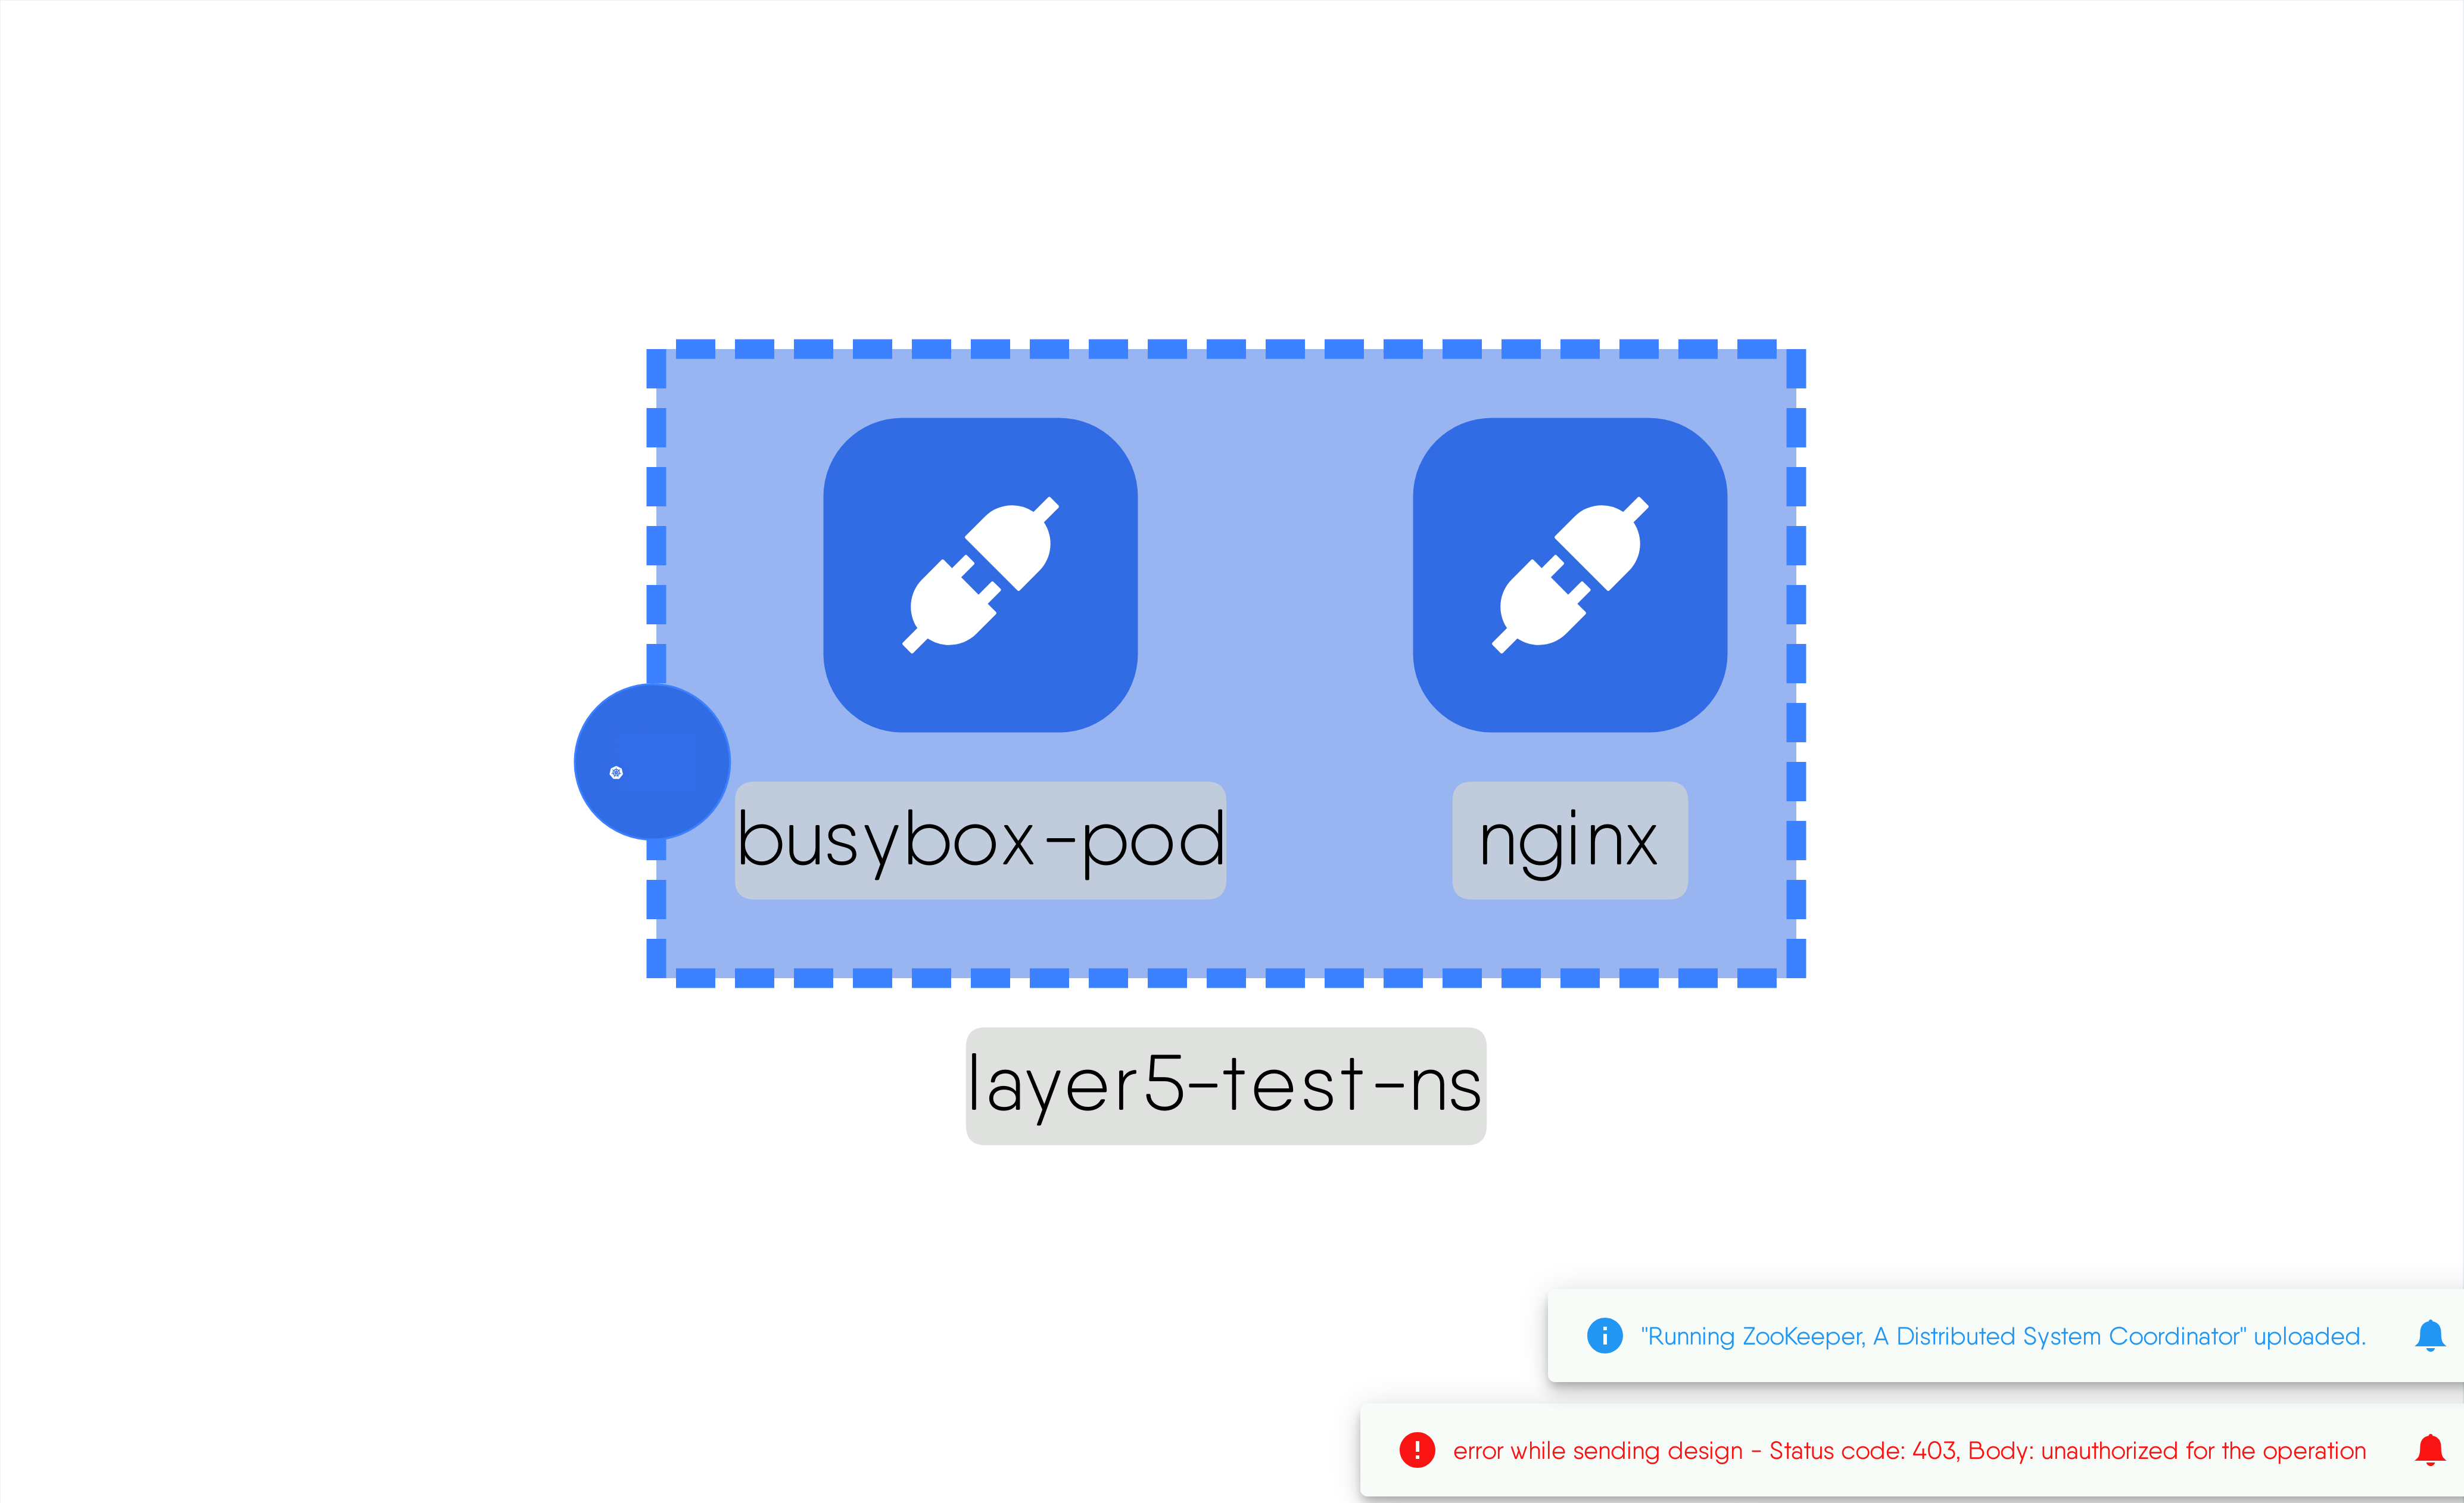 busybox-pod
nginx
layer5-test-ns
"Running ZooKeeper, A Distributed System Coordinator" uploaded.
error while sending design - Status code: 403, Body: unauthorized for the operation